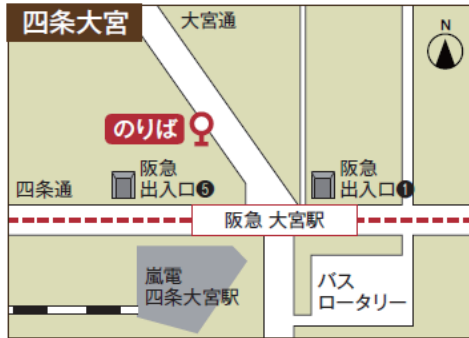 四条大宮
大宮通
N
のりば
阪急
出入口❺
阪急
出入口❶
四条通
阪急 大宮駅
嵐電
四条大宮駅
バス
ロータリー